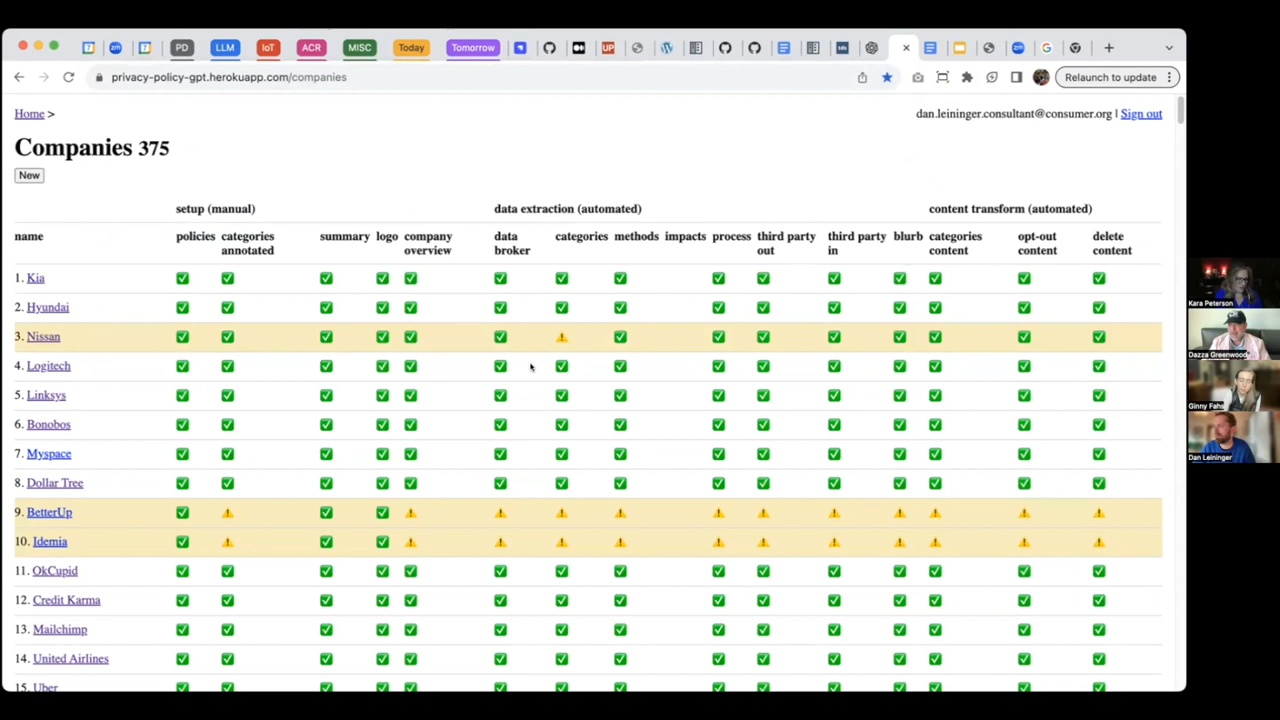 PD LLM IoT ACR MISC Today Tomorrow
privacy-policy-gpt.herokuapp.com/companies Relaunch to update
Home > dan.leininger.consultant@consumer.org | Sign out
Companies 375
New
setup (manual) data extraction (automated) content transform (automated)
name policies categories annotated summary logo company overview data broker categories methods impacts process third party out third party in blurb categories content opt-out content delete content
1. Kia
2. Hyundai
3. Nissan
4. Logitech
5. Linksys
6. Bonobos
7. Myspace
8. Dollar Tree
9. BetterUp
10. Idemia
11. OkCupid
12. Credit Karma
13. Mailchimp
14. United Airlines
15. Uber
Kara Peterson
Dazza Greenwood
Ginny Fahs
Dan Leininger